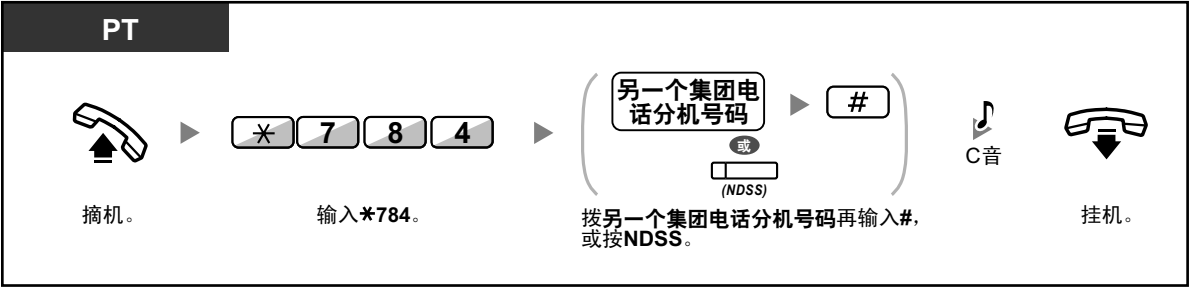 PT
另一个集团电
话分机号码
#
＊ 7 8 4
或
(NDSS)
C音
摘机。
输入＊784。
拨另一个集团电话分机号码再输入#,
或按NDSS。
挂机。